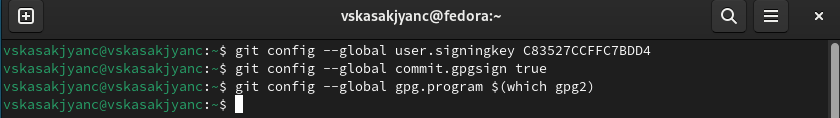 vskasakjyanc@fedora:~
vskasakjyanc@vskasakjyanc:~$ git config --global user.signingkey C83527CCFFC7BDD4
vskasakjyanc@vskasakjyanc:~$ git config --global commit.gpgsign true
vskasakjyanc@vskasakjyanc:~$ git config --global gpg.program $(which gpg2)
vskasakjyanc@vskasakjyanc:~$